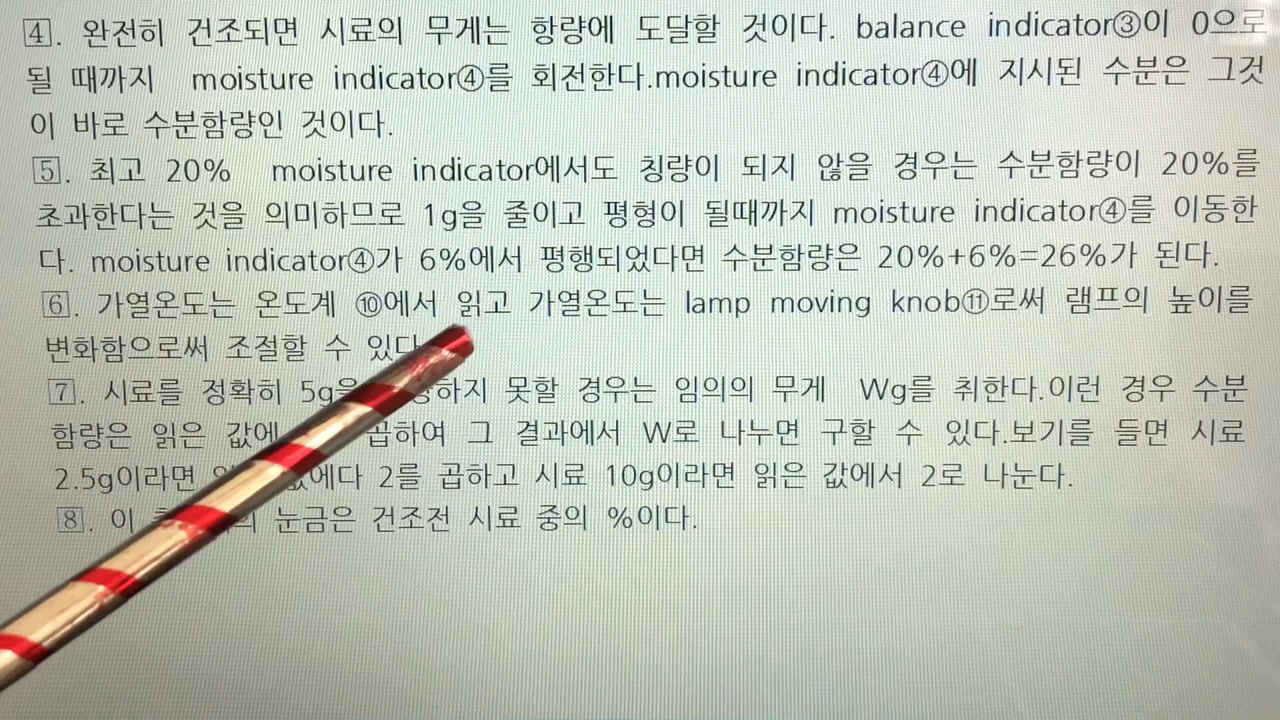 4. 완전히 건조되면 시료의 무게는 항량에 도달할 것이다. balance indicator③이 0으로
될 때까지 moisture indicator④를 회전한다.moisture indicator④에 지시된 수분은 그것
이 바로 수분함량인 것이다.
5. 최고 20% moisture indicator에서도 칭량이 되지 않을 경우는 수분함량이 20%를
초과한다는 것을 의미하므로 1g을 줄이고 평형이 될때까지 moisture indicator④를 이동한
다. moisture indicator④가 6%에서 평행되었다면 수분함량은 20%+6%=26%가 된다.
6. 가열온도는 온도계 ⑩에서 읽고 가열온도는 lamp moving knob⑪로써 램프의 높이를
변화함으로써 조절할 수 있다
7. 시료를 정확히 5g을 못할 경우는 임의의 무게 Wg를 취한다.이런 경우 수분
함량은 읽은 값에 곱하여 그 결과에서 W로 나누면 구할 수 있다.보기를 들면 시료
2.5g이라면 값에다 2를 곱하고 시료 10g이라면 읽은 값에서 2로 나눈다.
8. 이 눈금은 건조전 시료 중의 %이다.